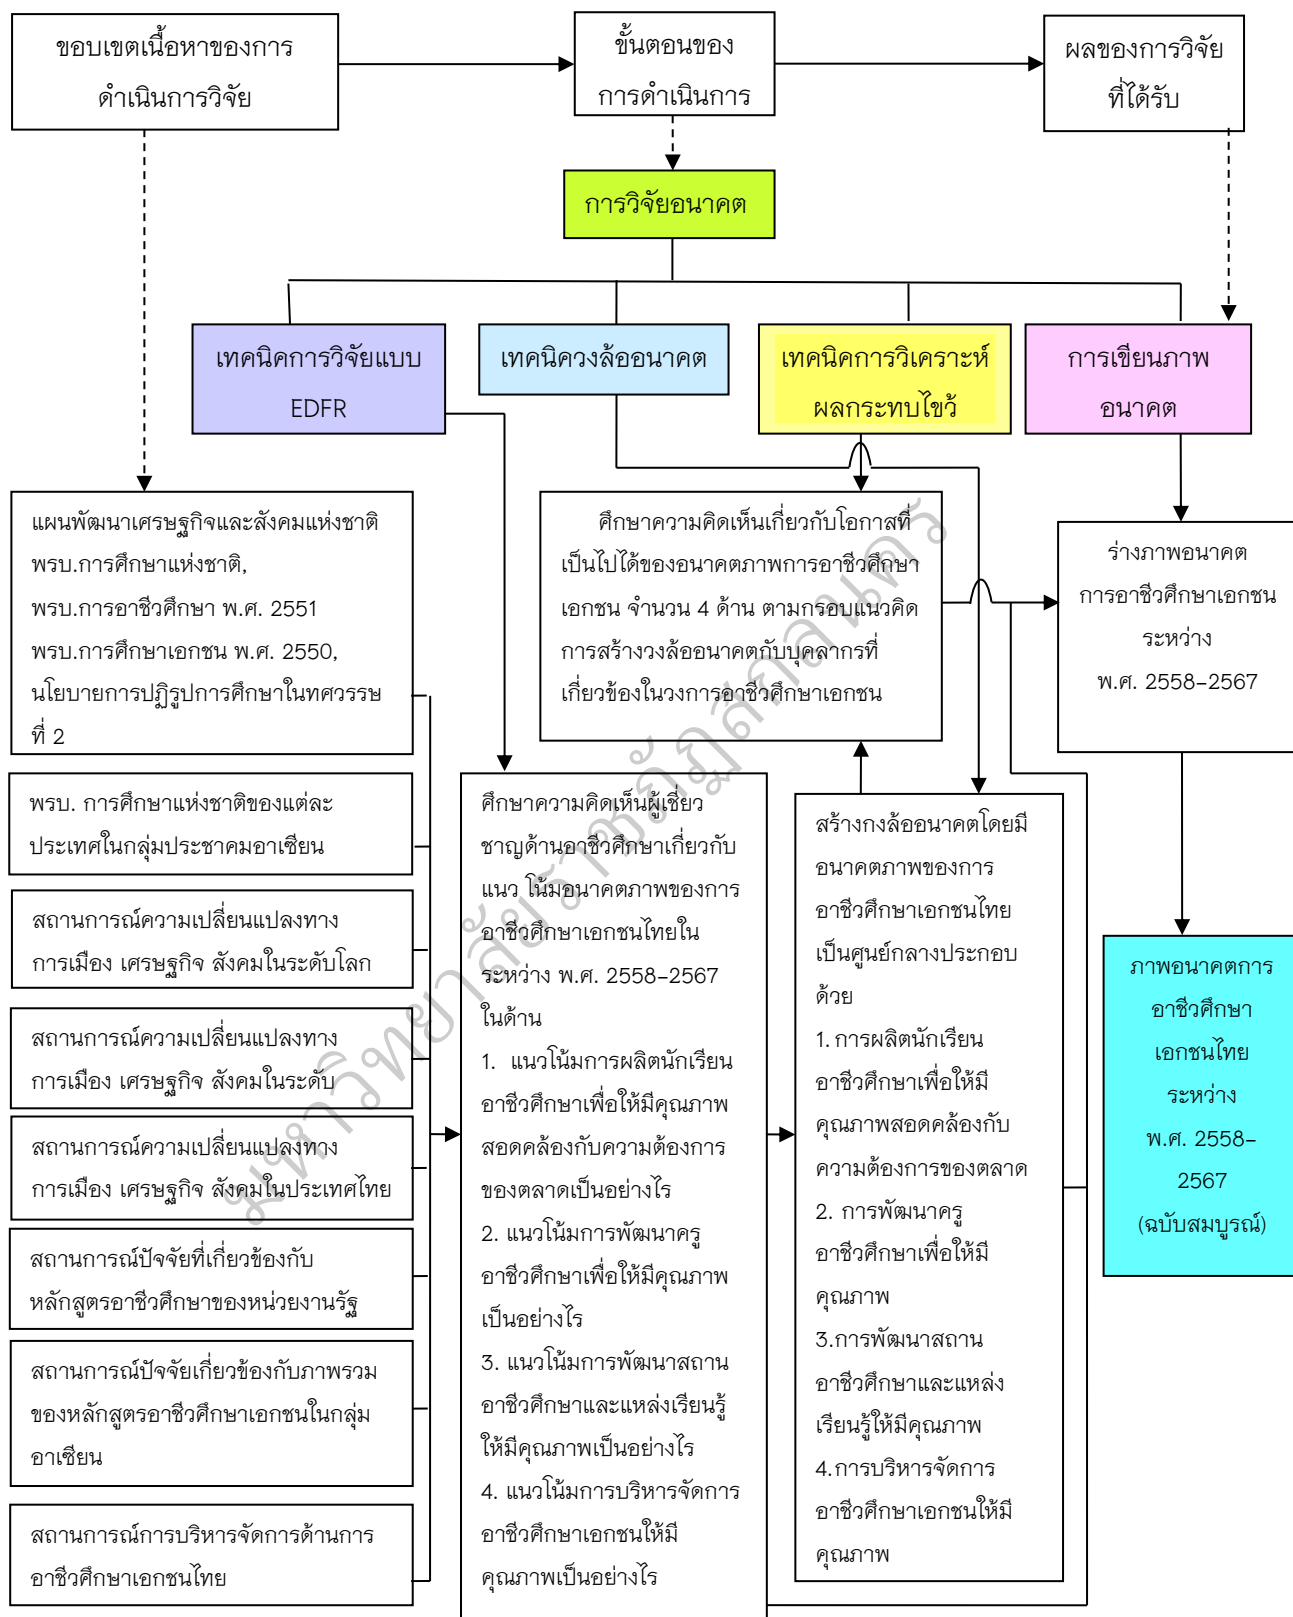 ขอบเขตเนื้อหาของการ
ดำเนินการวิจัย
ขั้นตอนของ
การดำเนินการ
ผลของการวิจัย
ที่ได้รับ
การวิจัยอนาคต
เทคนิคการวิจัยแบบ
EDFR
เทคนิควงล้ออนาคต
เทคนิคการวิเคราะห์
ผลกระทบไขว้
การเขียนภาพ
อนาคต
แผนพัฒนาเศรษฐกิจและสังคมแห่งชาติ
พรบ.การศึกษาแห่งชาติ,
พรบ.การอาชีวศึกษา พ.ศ. 2551
พรบ.การศึกษาเอกชน พ.ศ. 2550,
นโยบายการปฏิรูปการศึกษาในทศวรรษ
ที่ 2
พรบ. การศึกษาแห่งชาติของแต่ละ
ประเทศในกลุ่มประชาคมอาเซียน
สถานการณ์ความเปลี่ยนแปลงทาง
การเมือง เศรษฐกิจ สังคมในระดับโลก
สถานการณ์ความเปลี่ยนแปลงทาง
การเมือง เศรษฐกิจ สังคมในระดับ
สถานการณ์ความเปลี่ยนแปลงทาง
การเมือง เศรษฐกิจ สังคมในประเทศไทย
สถานการณ์ปัจจัยที่เกี่ยวข้องกับ
หลักสูตรอาชีวศึกษาของหน่วยงานรัฐ
สถานการณ์ปัจจัยเกี่ยวข้องกับภาพรวม
ของหลักสูตรอาชีวศึกษาเอกชนในกลุ่ม
อาเซียน
สถานการณ์การบริหารจัดการด้านการ
อาชีวศึกษาเอกชนไทย
ศึกษาความคิดเห็นผู้เชี่ยว
ชาญด้านอาชีวศึกษาเกี่ยวกับ
แนว โน้มอนาคตภาพของการ
อาชีวศึกษาเอกชนไทยใน
ระหว่าง พ.ศ. 2558–2567
ในด้าน
1. แนวโน้มการผลิตนักเรียน
อาชีวศึกษาเพื่อให้มีคุณภาพ
สอดคล้องกับความต้องการ
ของตลาดเป็นอย่างไร
2. แนวโน้มการพัฒนาครู
อาชีวศึกษาเพื่อให้มีคุณภาพ
เป็นอย่างไร
3. แนวโน้มการพัฒนาสถาน
อาชีวศึกษาและแหล่งเรียนรู้
ให้มีคุณภาพเป็นอย่างไร
4. แนวโน้มการบริหารจัดการ
อาชีวศึกษาเอกชนให้มี
คุณภาพเป็นอย่างไร
ศึกษาความคิดเห็นเกี่ยวกับโอกาสที่
เป็นไปได้ของอนาคตภาพการอาชีวศึกษา
เอกชน จำนวน 4 ด้าน ตามกรอบแนวคิด
การสร้างวงล้ออนาคตกับบุคลากรที่
เกี่ยวข้องในวงการอาชีวศึกษาเอกชน
สร้างกงล้ออนาคตโดยมี
อนาคตภาพของการ
อาชีวศึกษาเอกชนไทย
เป็นศูนย์กลางประกอบ
ด้วย
1. การผลิตนักเรียน
อาชีวศึกษาเพื่อให้มี
คุณภาพสอดคล้องกับ
ความต้องการของตลาด
2. การพัฒนาครู
อาชีวศึกษาเพื่อให้มี
คุณภาพ
3.การพัฒนาสถาน
อาชีวศึกษาและแหล่ง
เรียนรู้ให้มีคุณภาพ
4.การบริหารจัดการ
อาชีวศึกษาเอกชนให้มี
คุณภาพ
ร่างภาพอนาคต
การอาชีวศึกษาเอกชน
ระหว่าง
พ.ศ. 2558–2567
ภาพอนาคตการ
อาชีวศึกษา
เอกชนไทย
ระหว่าง
พ.ศ. 2558–
2567
(ฉบับสมบูรณ์)
มหาวิทยาลัยราชภัฏสกลนคร